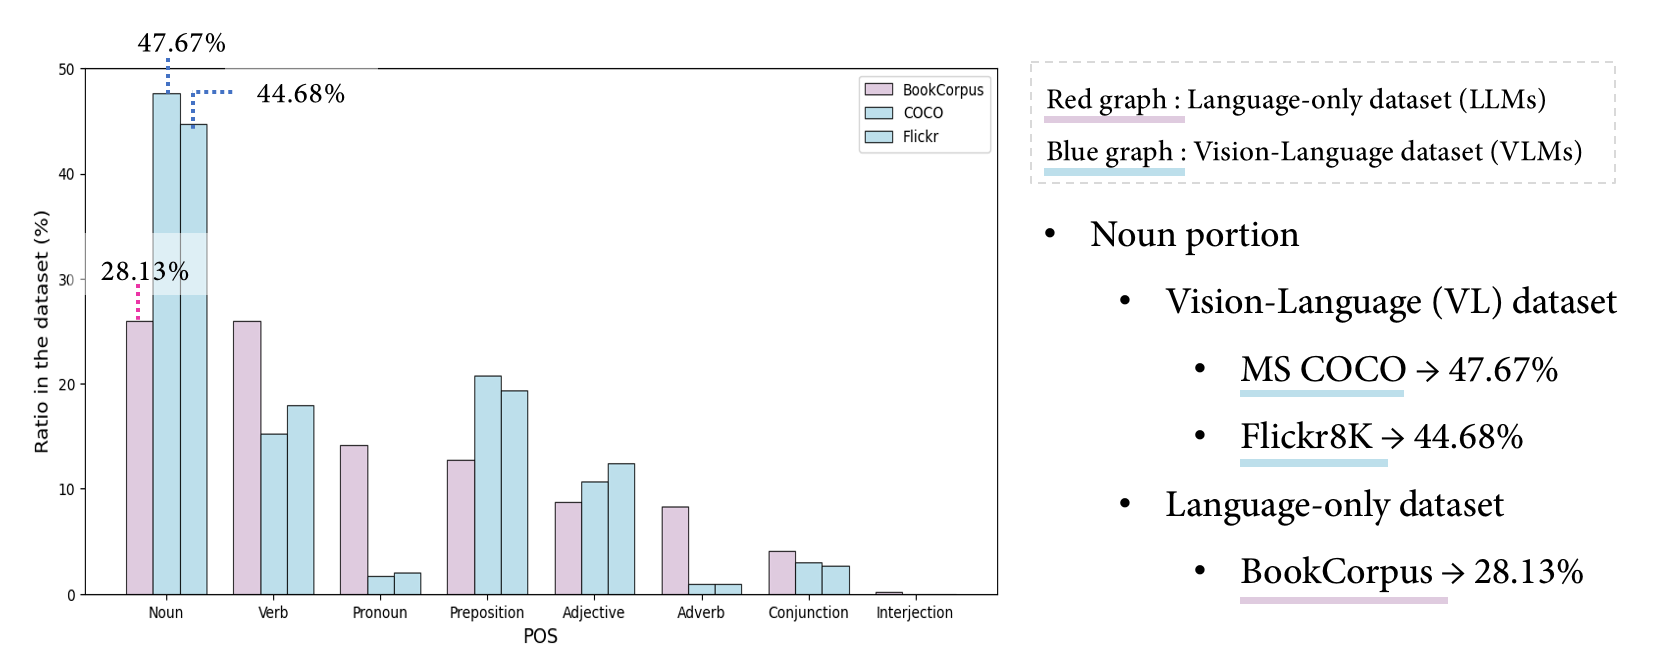 47.67%
44.68%
28.13%
50
40
30
20
10
0
Ratio in the dataset (%)
BookCorpus
COCO
Flickr
Noun Verb Pronoun Preposition Adjective Adverb Conjunction Interjection
POS
Red graph : Language-only dataset (LLMs)
Blue graph : Vision-Language dataset (VLMs)
• Noun portion
• Vision-Language (VL) dataset
• MS COCO → 47.67%
• Flickr8K → 44.68%
• Language-only dataset
• BookCorpus → 28.13%